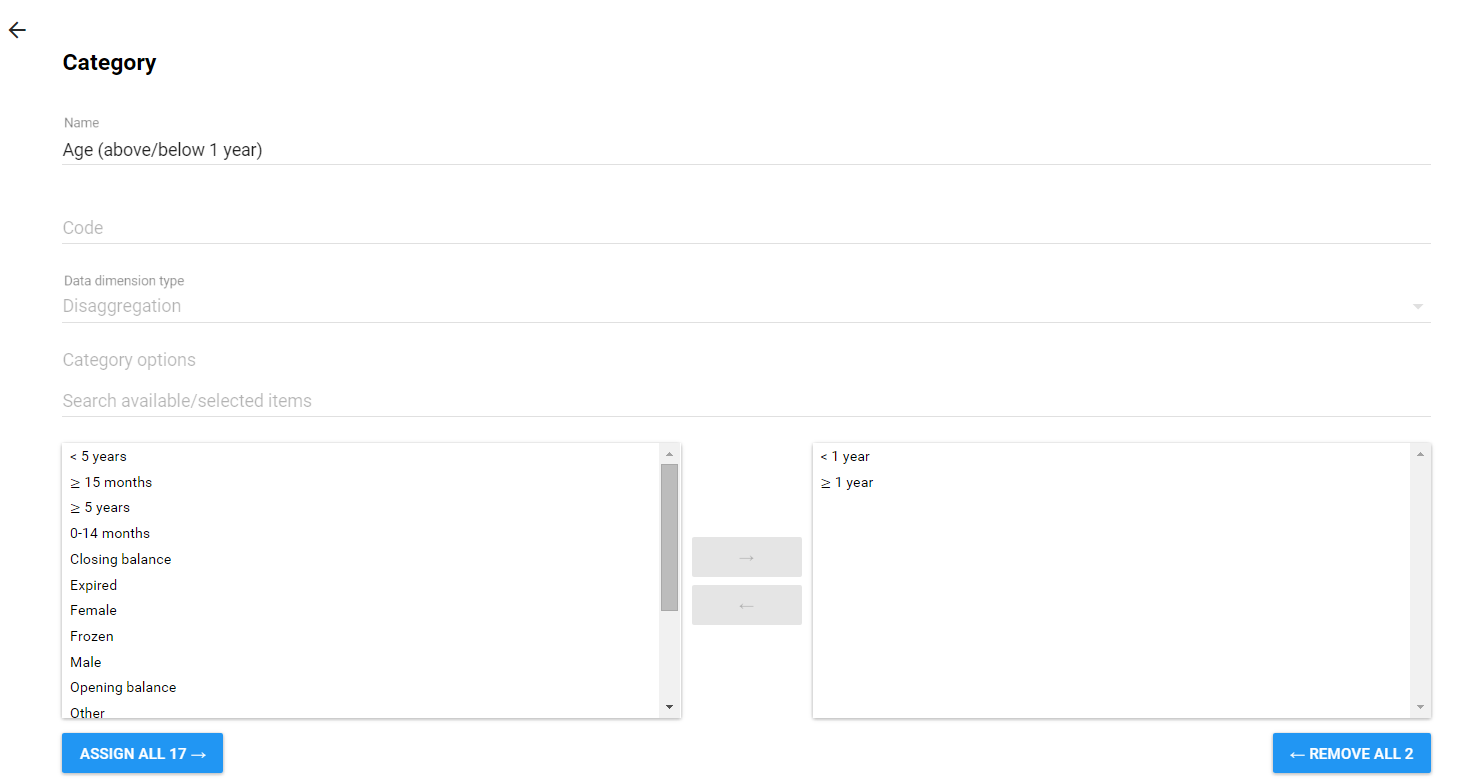 Category
Name
Age (above/below 1 year)
Code
Data dimension type
Disaggregation
Category options
Search available/selected items
< 5 years
≥ 15 months
≥ 5 years
0-14 months
Closing balance
Expired
Female
Frozen
Male
Opening balance
Other
→
←
< 1 year
≥ 1 year
ASSIGN ALL 17 →
← REMOVE ALL 2